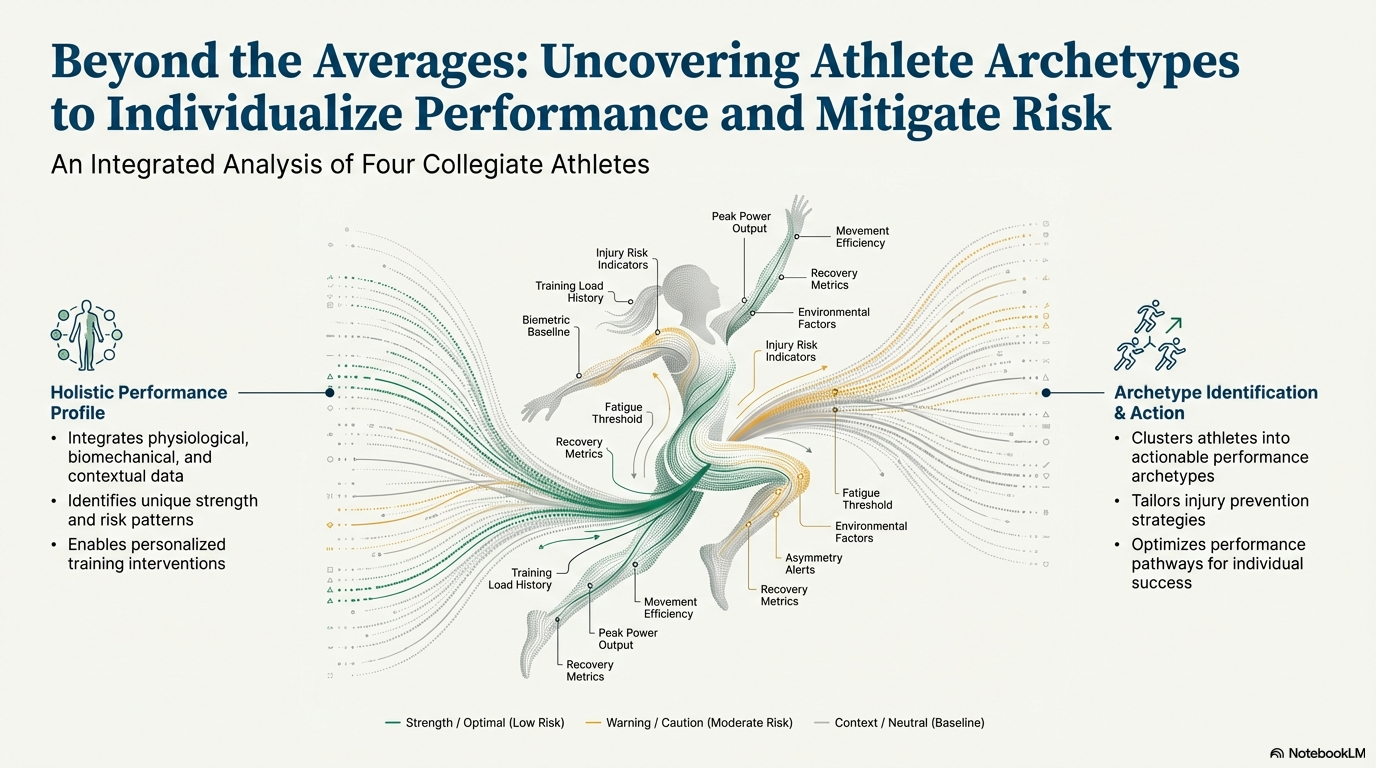 Beyond the Averages: Uncovering Athlete Archetypes
to Individualize Performance and Mitigate Risk
An Integrated Analysis of Four Collegiate Athletes
Holistic Performance
Profile
• Integrates physiological,
biomechanical, and
contextual data
• Identifies unique strength
and risk patterns
• Enables personalized
training interventions
Peak Power
Output
Movement
Efficiency
Injury Risk
Indicators
Recovery
Metrics
Training Load
History
Environmental
Factors
Biemetric
Baseline
Injury Risk
Indicators
Fatigue
Threshold
Recovery
Metrics
Fatigue
Threshold
Environmental
Factors
Asymmetry
Alerts
Training
Load History
Recovery
Metrics
Movement
Efficiency
Peak Power
Output
Recovery
Metrics
Archetype Identification
& Action
• Clusters athletes into
actionable performance
archetypes
• Tailors injury prevention
strategies
• Optimizes performance
pathways for individual
success
Strength / Optimal (Low Risk)
Warning / Caution (Moderate Risk)
Context / Neutral (Baseline)
NotebookLM